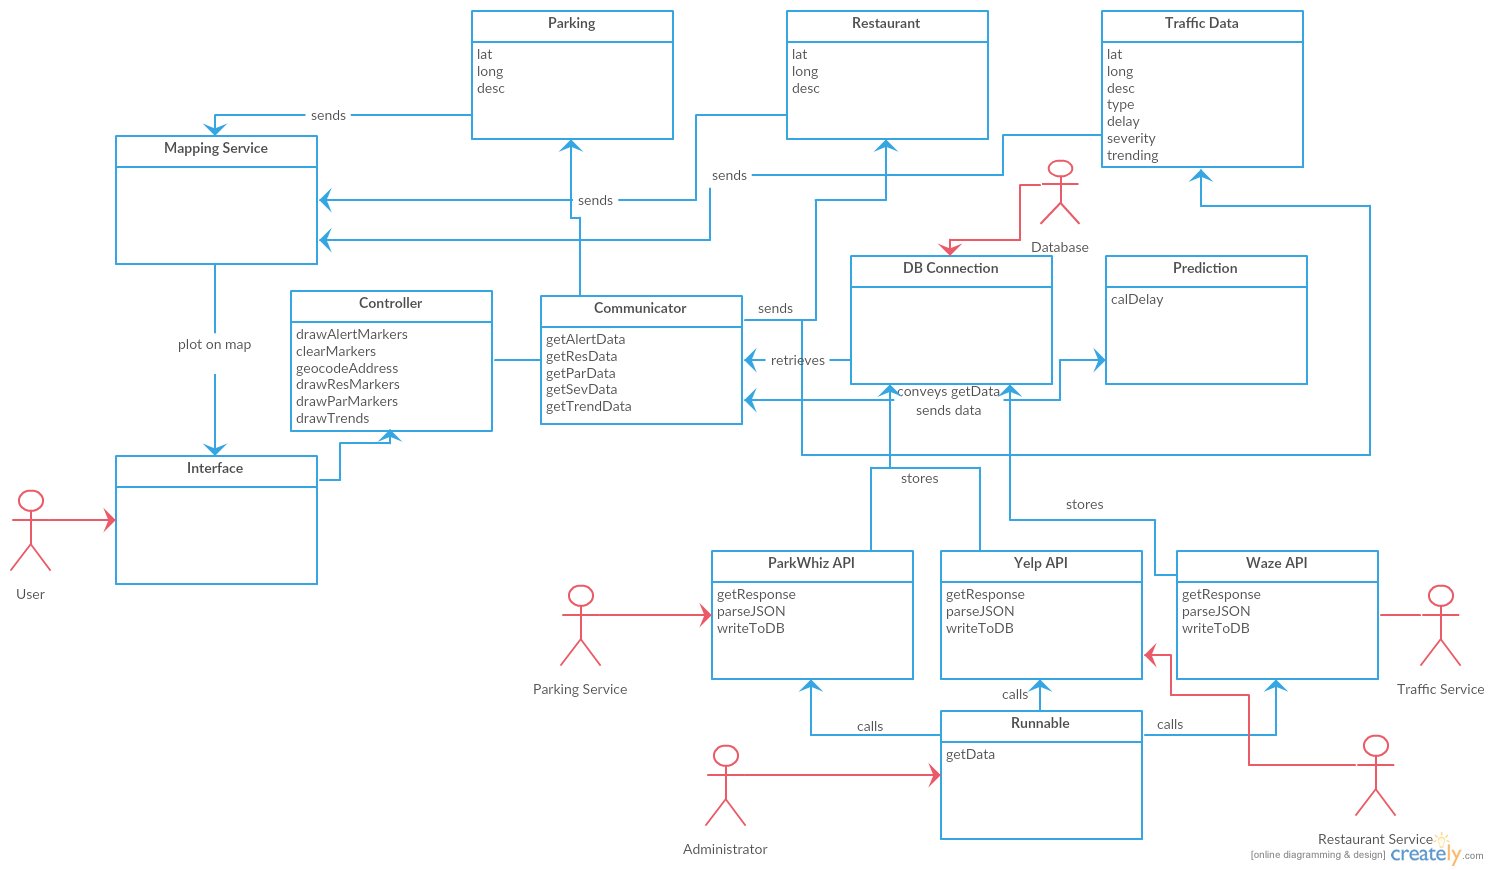 Parking
lat
long
desc
Restaurant
lat
long
desc
Traffic Data
lat
long
desc
type
delay
severity
trending
sends
Mapping Service
sends
sends
Database
DB Connection
Prediction
calDelay
Controller
drawAlertMarkers
clearMarkers
geocodeAddress
drawResMarkers
drawParMarkers
drawTrends
Communicator
getAlertData
getResData
getParData
getSevData
getTrendData
sends
retrieves
conveys getData
sends data
plot on map
Interface
User
stores
stores
ParkWhiz API
getResponse
parseJSON
writeToDB
Yelp API
getResponse
parseJSON
writeToDB
Waze API
getResponse
parseJSON
writeToDB
Parking Service
Traffic Service
calls
calls
calls
Runnable
getData
Administrator
Restaurant Service
[online diagramming & design] creately.com